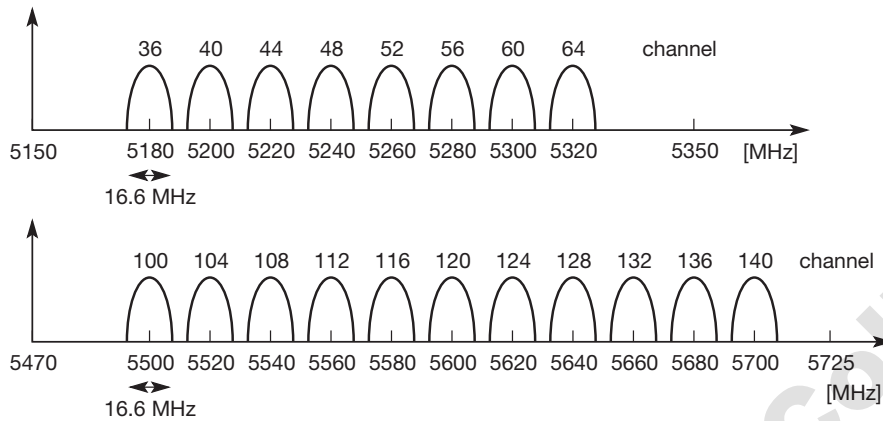 36 40 44 48 52 56 60 64 channel
5150 5180 5200 5220 5240 5260 5280 5300 5320 5350 [MHz]
16.6 MHz
100 104 108 112 116 120 124 128 132 136 140 channel
5470 5500 5520 5540 5560 5580 5600 5620 5640 5660 5680 5700 5725
[MHz]
16.6 MHz